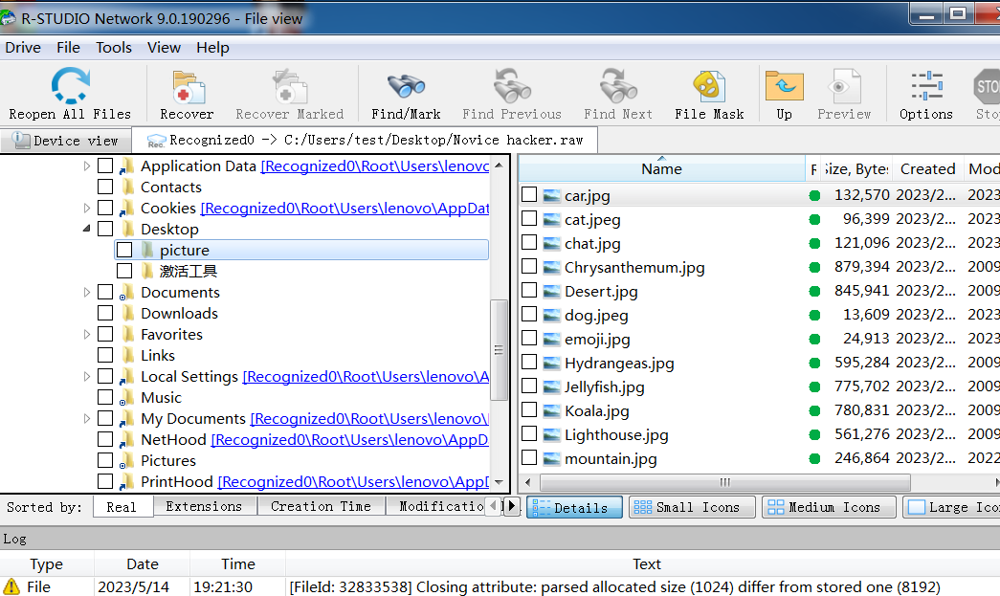 R-STUDIO Network 9.0.190296 - File view
Drive File Tools View Help
Reopen All Files Recover Recover Marked Find/Mark Find Previous Find Next File Mask Up Preview Options Sto
Device view Recognized0 -> C:/Users/test/Desktop/Novice hacker.raw
Application Data [Recognized0\Root\Users\lenovo
Contacts
Cookies [Recognized0\Root\Users\lenovo\AppDat
Desktop
picture
激活工具
Documents
Downloads
Favorites
Links
Local Settings [Recognized0\Root\Users\lenovo\A
Music
My Documents [Recognized0\Root\Users\lenovo\
NetHood [Recognized0\Root\Users\lenovo\AppD
Pictures
PrintHood [Recognized0\Root\Users\lenovo\AppD
Name R Size, Bytes Created Mod
car.jpg 132,570 2023/2... 2023
cat.jpeg 96,399 2023/2... 2023
chat.jpg 121,096 2023/2... 2023
Chrysanthemum.jpg 879,394 2023/2... 2009
Desert.jpg 845,941 2023/2... 2009
dog.jpeg 13,609 2023/2... 2023
emoji.jpg 24,913 2023/2... 2023
Hydrangeas.jpg 595,284 2023/2... 2009
Jellyfish.jpg 775,702 2023/2... 2009
Koala.jpg 780,831 2023/2... 2009
Lighthouse.jpg 561,276 2023/2... 2009
mountain.jpg 246,864 2023/2... 2022
Sorted by: Real Extensions Creation Time Modificatio
Details Small Icons Medium Icons Large Ico
Log
Type Date Time Text
File 2023/5/14 19:21:30 [FileId: 32833538] Closing attribute: parsed allocated size (1024) differ from stored one (8192)